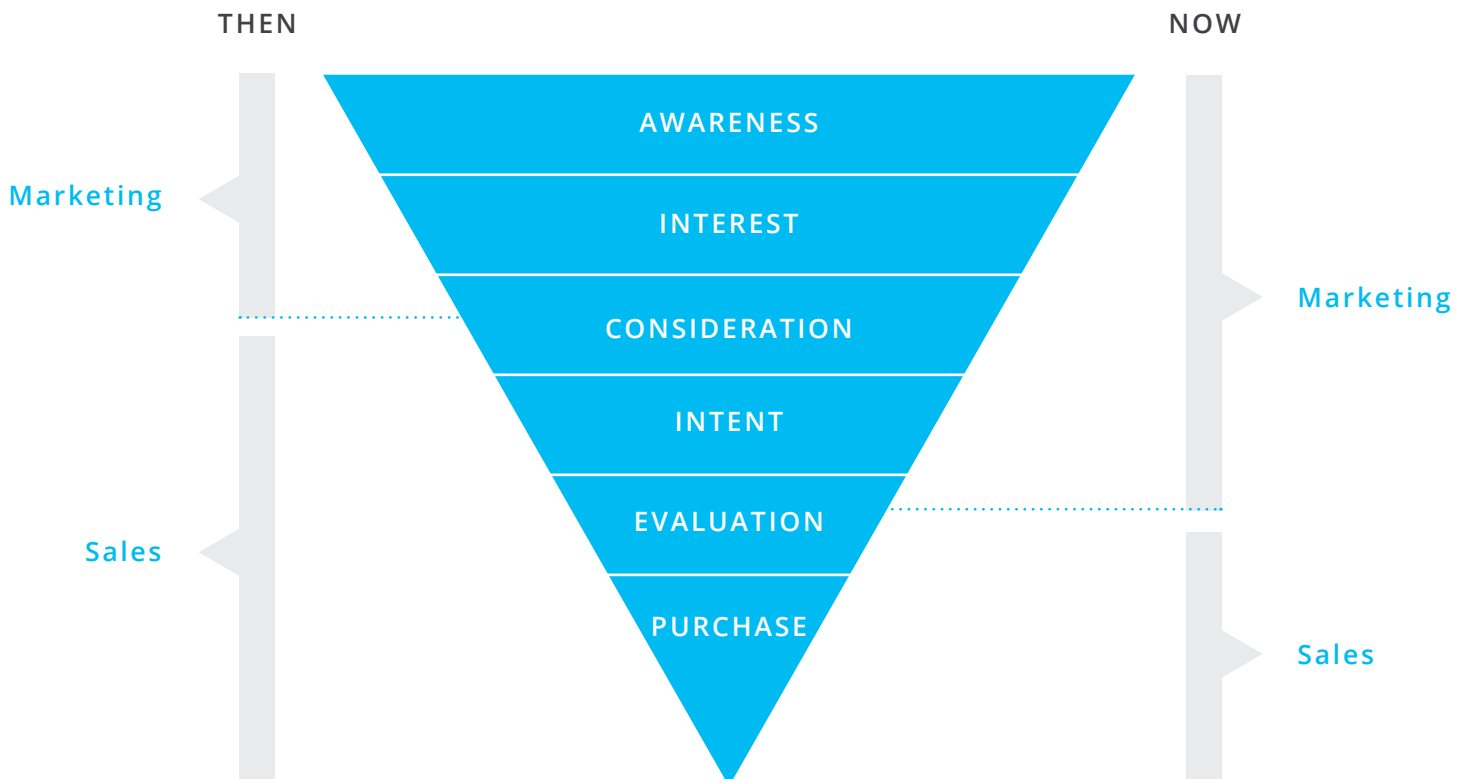 THEN
NOW
AWARENESS
Marketing
INTEREST
Marketing
CONSIDERATION
INTENT
EVALUATION
Sales
PURCHASE
Sales